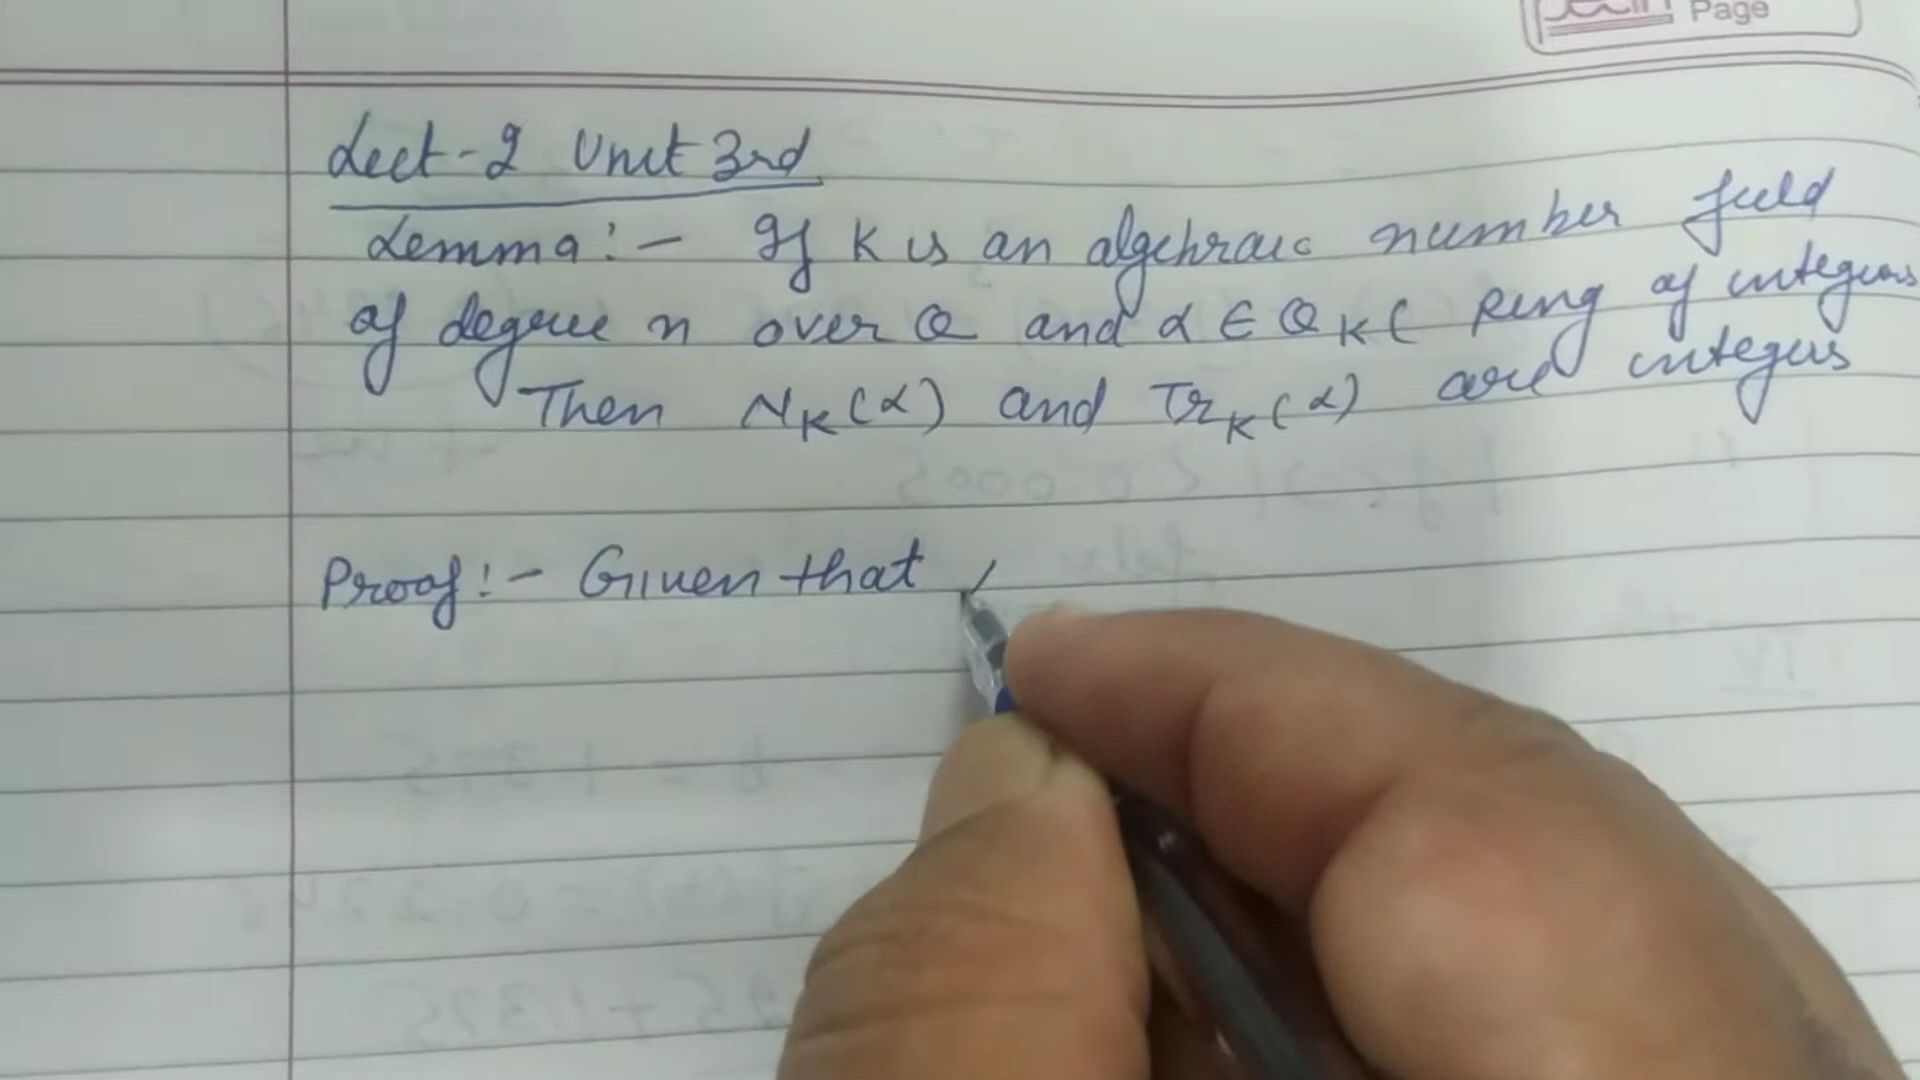 Page
Lect-2 Unit 3rd
Lemma:- If K is an algebraic number field
of degree n over Q and α ∈ O_K ( Ring of integers
Then N_K(α) and Tr_K(α) are integers
Proof:- Given that